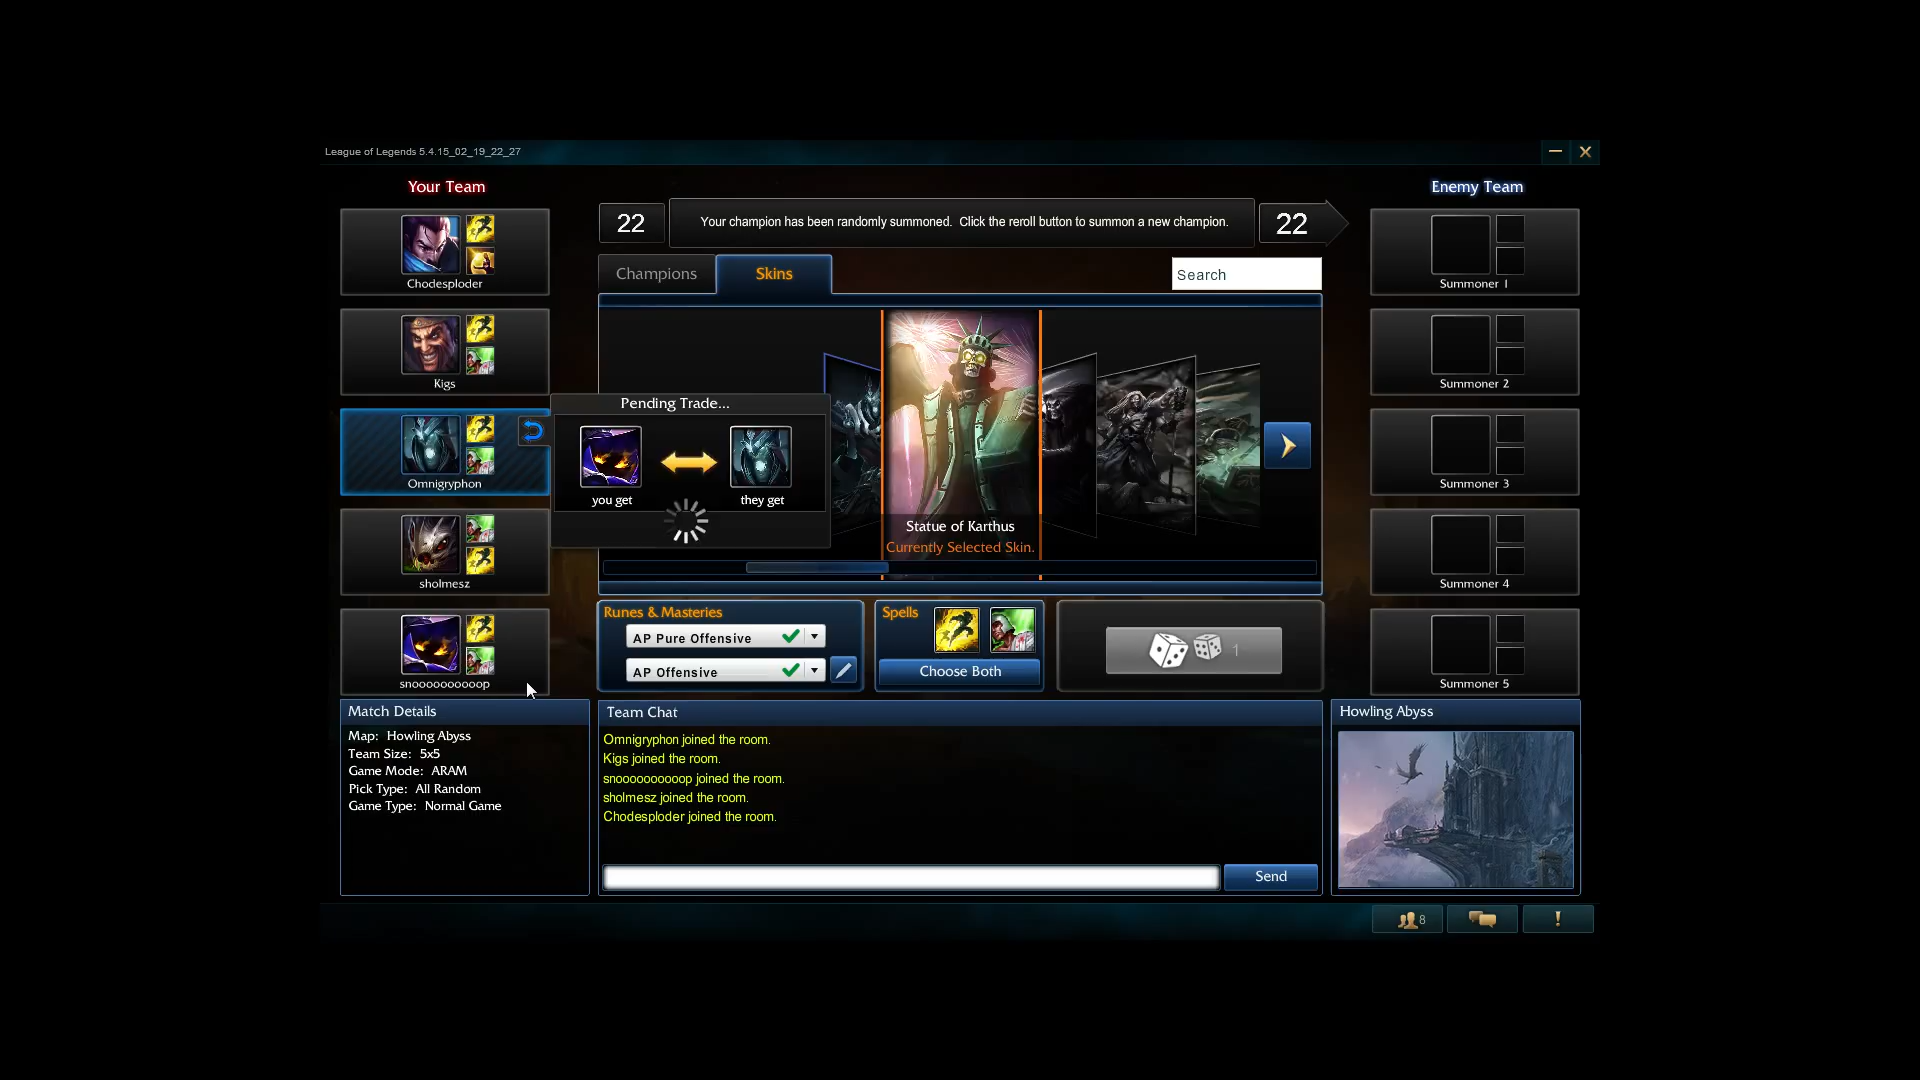 League of Legends 5.4.15_02_19_22_27
Your Team
Enemy Team
22
Your champion has been randomly summoned. Click the reroll button to summon a new champion.
22
Champions
Skins
Search
Chodesploder
Kigs
Omnigryphon
sholmesz
snoooooooooop
Pending Trade...
you get
they get
Statue of Karthus
Currently Selected Skin.
Summoner 1
Summoner 2
Summoner 3
Summoner 4
Summoner 5
Runes & Masteries
AP Pure Offensive
AP Offensive
Spells
Choose Both
1
Match Details
Map: Howling Abyss
Team Size: 5x5
Game Mode: ARAM
Pick Type: All Random
Game Type: Normal Game
Team Chat
Omnigryphon joined the room.
Kigs joined the room.
snoooooooooop joined the room.
sholmesz joined the room.
Chodesploder joined the room.
Send
Howling Abyss
8
!